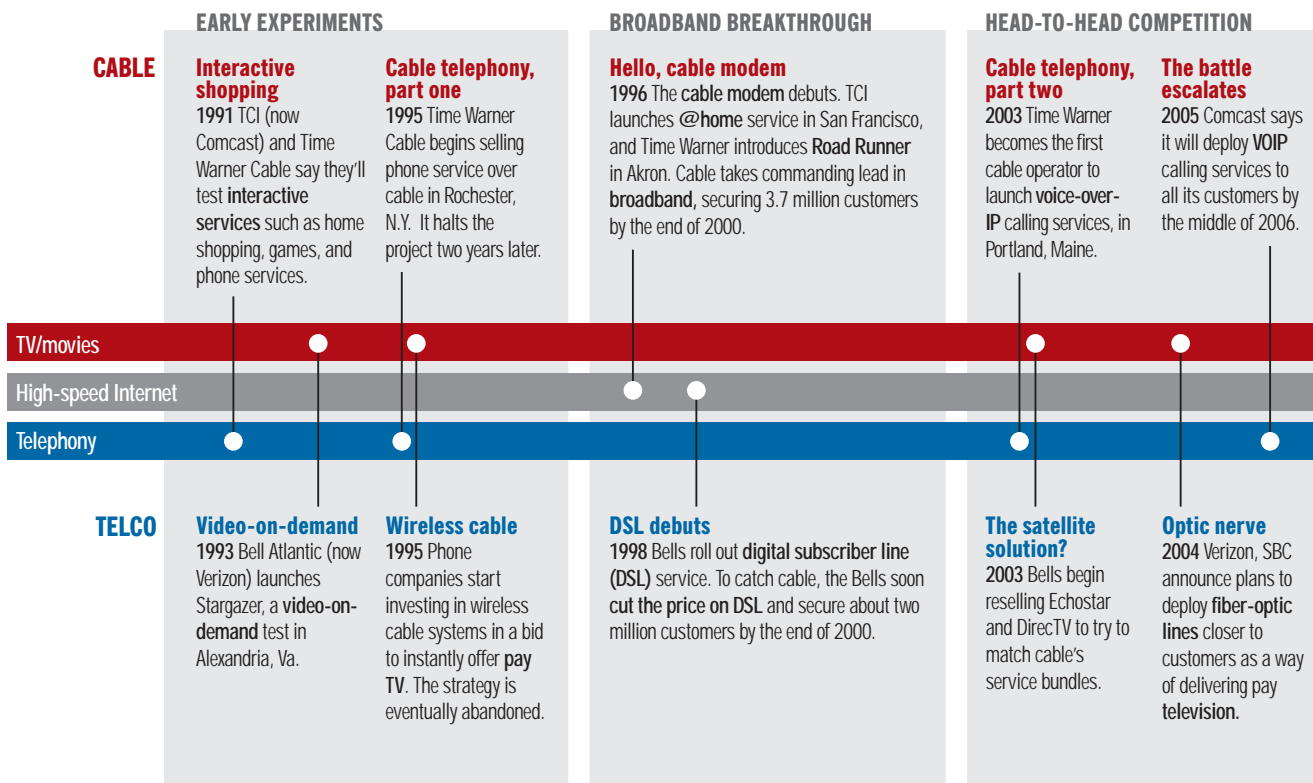 EARLY EXPERIMENTS
BROADBAND BREAKTHROUGH
HEAD-TO-HEAD COMPETITION
CABLE
Interactive
shopping
1991 TCI (now
Comcast) and Time
Warner Cable say they'll
test interactive
services such as home
shopping, games, and
phone services.
Cable telephony,
part one
1995 Time Warner
Cable begins selling
phone service over
cable in Rochester,
N.Y. It halts the
project two years later.
Hello, cable modem
1996 The cable modem debuts. TCI
launches @home service in San Francisco,
and Time Warner introduces Road Runner
in Akron. Cable takes commanding lead in
broadband, securing 3.7 million customers
by the end of 2000.
Cable telephony,
part two
2003 Time Warner
becomes the first
cable operator to
launch voice-over-
IP calling services, in
Portland, Maine.
The battle
escalates
2005 Comcast says
it will deploy VOIP
calling services to
all its customers by
the middle of 2006.
TV/movies
High-speed Internet
Telephony
TELCO
Video-on-demand
1993 Bell Atlantic (now
Verizon) launches
Stargazer, a video-on-
demand test in
Alexandria, Va.
Wireless cable
1995 Phone
companies start
investing in wireless
cable systems in a bid
to instantly offer pay
TV. The strategy is
eventually abandoned.
DSL debuts
1998 Bells roll out digital subscriber line
(DSL) service. To catch cable, the Bells soon
cut the price on DSL and secure about two
million customers by the end of 2000.
The satellite
solution?
2003 Bells begin
reselling Echostar
and DirecTV to try to
match cable's
service bundles.
Optic nerve
2004 Verizon, SBC
announce plans to
deploy fiber-optic
lines closer to
customers as a way
of delivering pay
television.